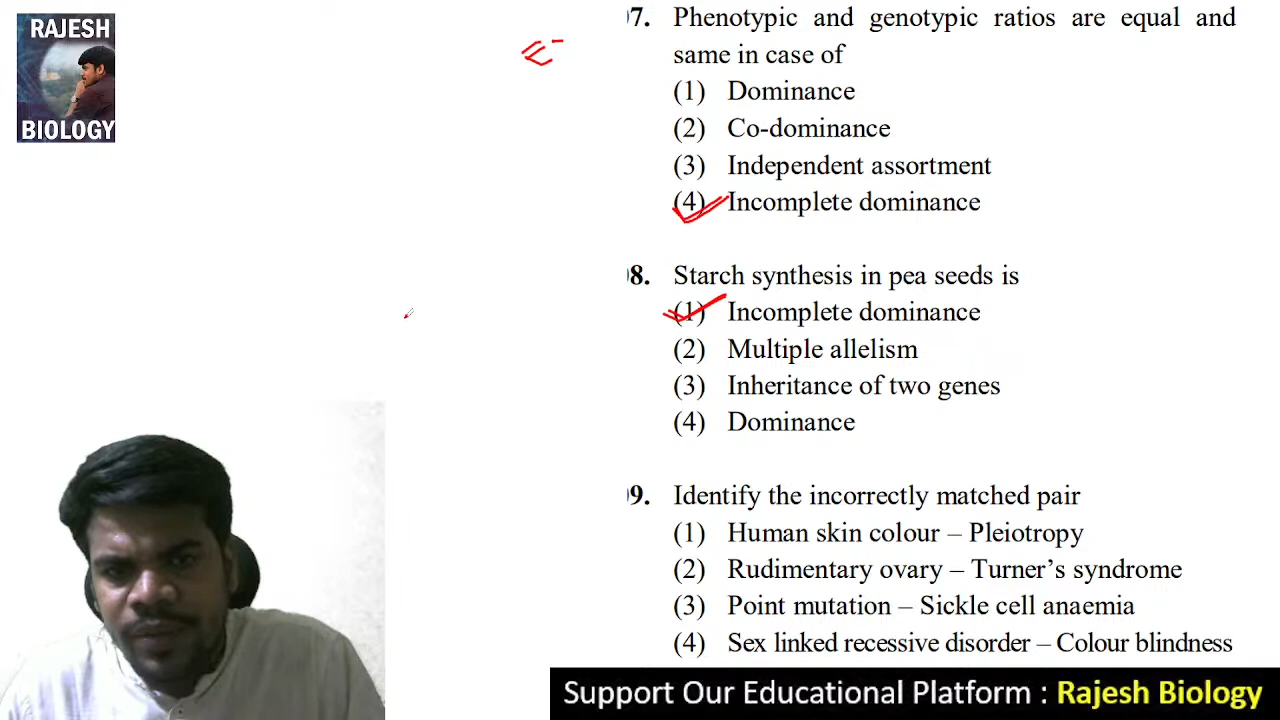 RAJESH
BIOLOGY
7. Phenotypic and genotypic ratios are equal and
same in case of
(1) Dominance
(2) Co-dominance
(3) Independent assortment
(4) Incomplete dominance
8. Starch synthesis in pea seeds is
(1) Incomplete dominance
(2) Multiple allelism
(3) Inheritance of two genes
(4) Dominance
9. Identify the incorrectly matched pair
(1) Human skin colour – Pleiotropy
(2) Rudimentary ovary – Turner’s syndrome
(3) Point mutation – Sickle cell anaemia
(4) Sex linked recessive disorder – Colour blindness
Support Our Educational Platform : Rajesh Biology